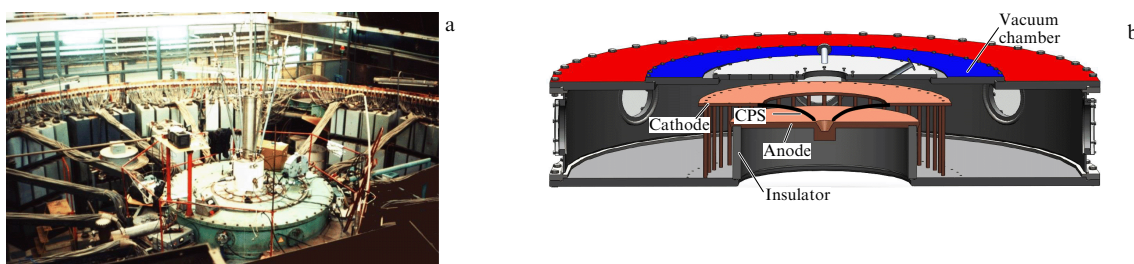 a
b
Vacuum
chamber
CPS
Cathode
Anode
Insulator